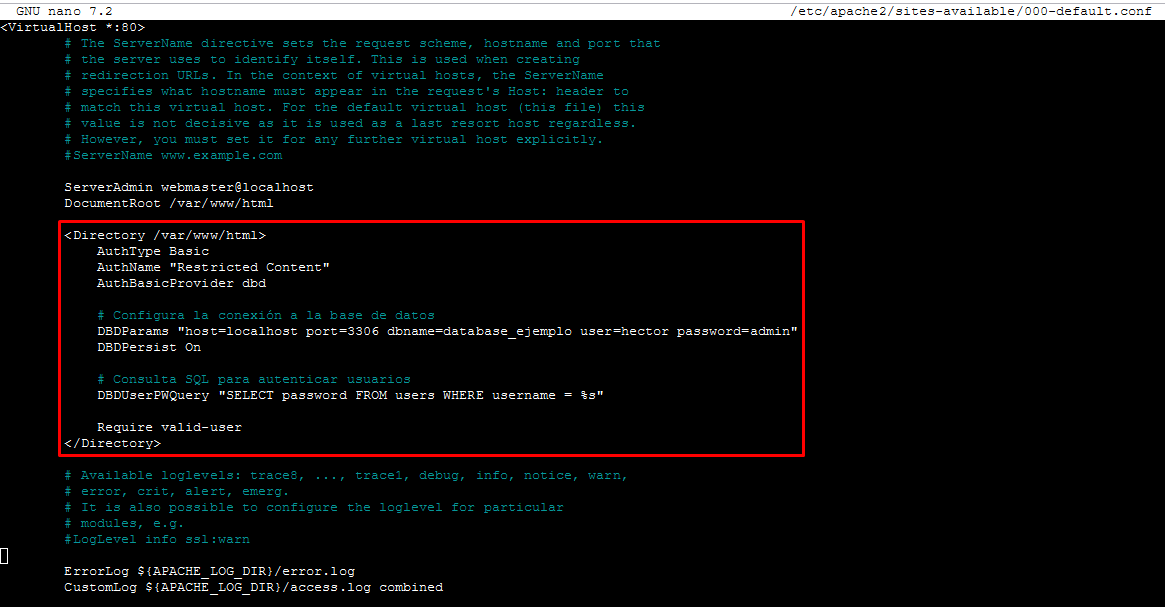 GNU nano 7.2 /etc/apache2/sites-available/000-default.conf
<VirtualHost *:80>
# The ServerName directive sets the request scheme, hostname and port that
# the server uses to identify itself. This is used when creating
# redirection URLs. In the context of virtual hosts, the ServerName
# specifies what hostname must appear in the request's Host: header to
# match this virtual host. For the default virtual host (this file) this
# value is not decisive as it is used as a last resort host regardless.
# However, you must set it for any further virtual host explicitly.
#ServerName www.example.com
ServerAdmin webmaster@localhost
DocumentRoot /var/www/html
<Directory /var/www/html>
AuthType Basic
AuthName "Restricted Content"
AuthBasicProvider dbd
# Configura la conexión a la base de datos
DBDParams "host=localhost port=3306 dbname=database_ejemplo user=hector password=admin"
DBDPersist On
# Consulta SQL para autenticar usuarios
DBDUserPWQuery "SELECT password FROM users WHERE username = %s"
Require valid-user
</Directory>
# Available loglevels: trace8, ..., trace1, debug, info, notice, warn,
# error, crit, alert, emerg.
# It is also possible to configure the loglevel for particular
# modules, e.g.
#LogLevel info ssl:warn
ErrorLog ${APACHE_LOG_DIR}/error.log
CustomLog ${APACHE_LOG_DIR}/access.log combined